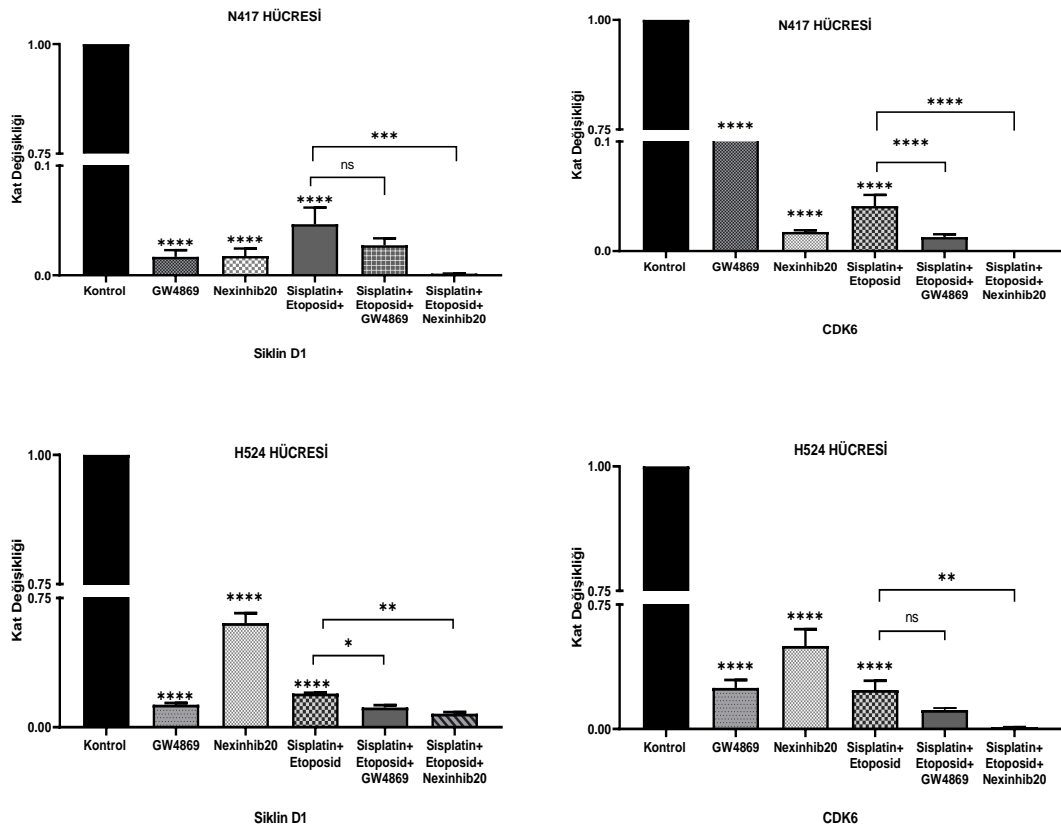 N417 HÜCRESİ
1.00
0.75
0.1
0.0
Kat Değişikliği
****
****
****
ns
***
Kontrol
GW4869
Nexinhib20
Sisplatin+
Etoposid+
Sisplatin+
Etoposid+
GW4869
Sisplatin+
Etoposid+
Nexinhib20
Siklin D1
N417 HÜCRESİ
1.00
0.75
0.1
0.0
Kat Değişikliği
****
****
****
****
****
Kontrol
GW4869
Nexinhib20
Sisplatin+
Etoposid
Sisplatin+
Etoposid+
GW4869
Sisplatin+
Etoposid+
Nexinhib20
CDK6
H524 HÜCRESİ
1.00
0.75
0.75
0.00
Kat Değişikliği
****
****
****
*
**
Kontrol
GW4869
Nexinhib20
Sisplatin+
Etoposid
Sisplatin+
Etoposid+
GW4869
Sisplatin+
Etoposid+
Nexinhib20
Siklin D1
H524 HÜCRESİ
1.00
0.75
0.75
0.00
Kat Değişikliği
****
****
****
ns
**
Kontrol
GW4869
Nexinhib20
Sisplatin+
Etoposid
Sisplatin+
Etoposid+
GW4869
Sisplatin+
Etoposid+
Nexinhib20
CDK6